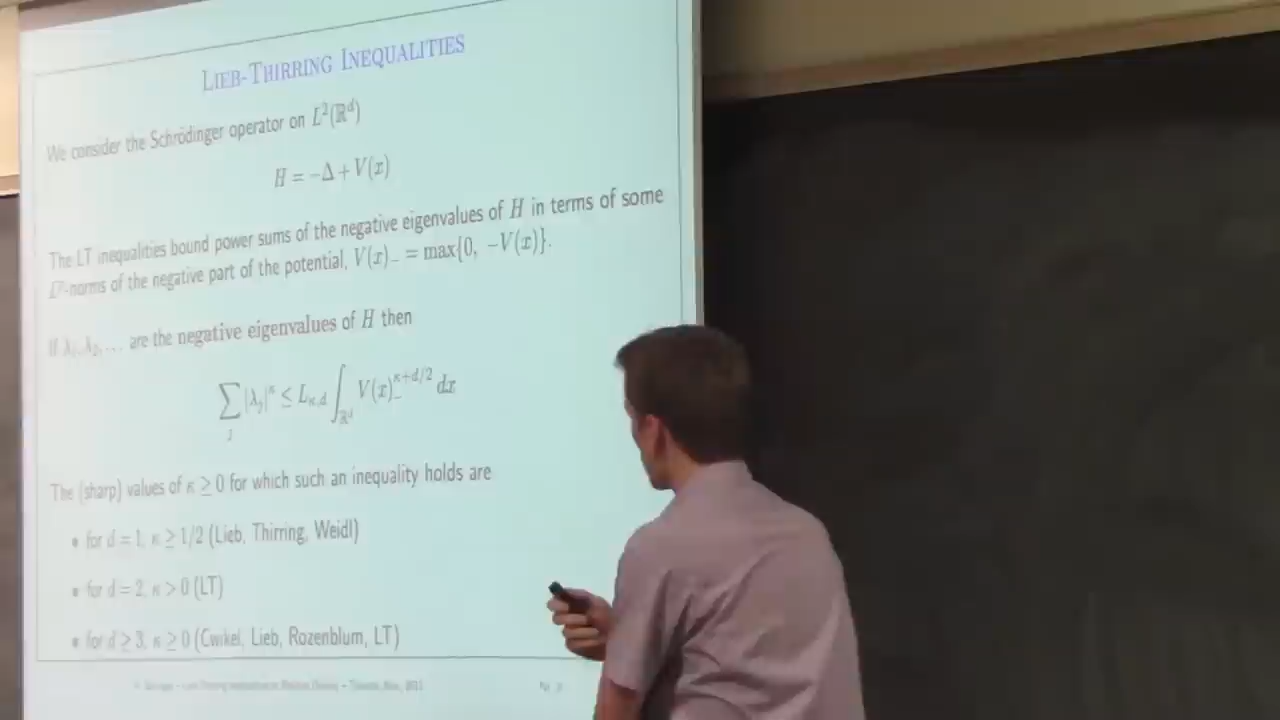 LIEB-THIRRING INEQUALITIES
We consider the Schrödinger operator on L²(ℝᵈ)
H = −Δ + V(x)
The LT inequalities bound power sums of the negative eigenvalues of H in terms of some
Lᵖ-norms of the negative part of the potential, V(x)₋ = max{0, −V(x)}.
If λ₁, λ₂, … are the negative eigenvalues of H then
∑ⱼ |λⱼ|^κ ≤ L_{κ,d} ∫_{ℝᵈ} V(x)₋^{κ+d/2} dx
The (sharp) values of κ ≥ 0 for which such an inequality holds are
• for d = 1, κ ≥ 1/2 (Lieb, Thirring, Weidl)
• for d = 2, κ > 0 (LT)
• for d ≥ 3, κ ≥ 0 (Cwikel, Lieb, Rozenblum, LT)